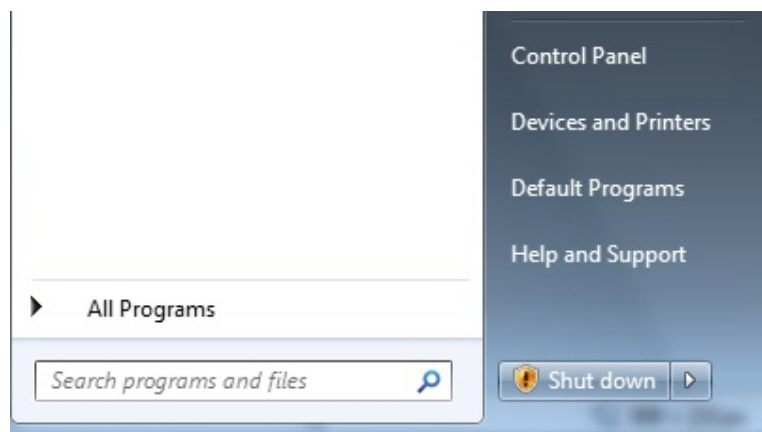 Control Panel
Devices and Printers
Default Programs
Help and Support
All Programs
Search programs and files
Shut down